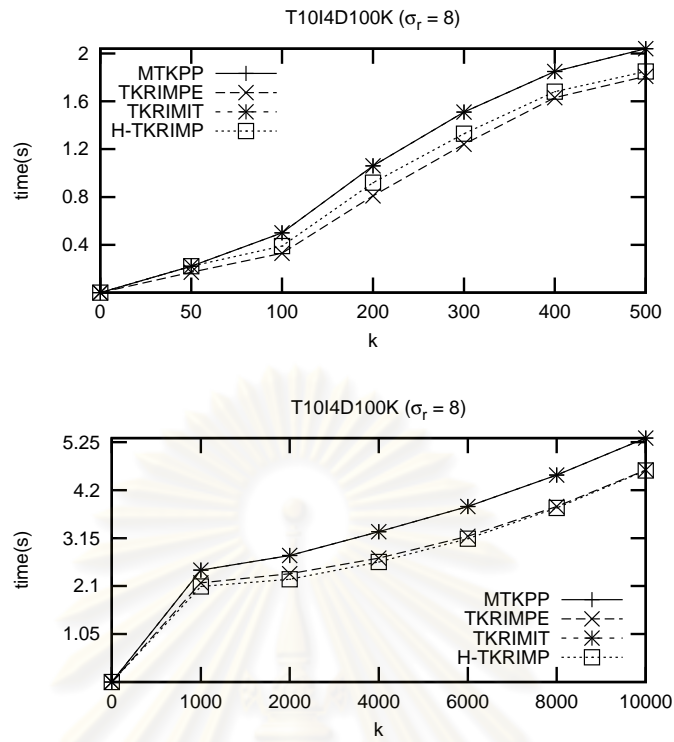 T10I4D100K (σr = 8)
2
1.6
1.2
0.8
0.4
time(s)
MTKPP
TKRIMPE
TKRIMIT
H-TKRIMP
0 50 100 200 300 400 500
k
T10I4D100K (σr = 8)
5.25
4.2
3.15
2.1
1.05
time(s)
MTKPP
TKRIMPE
TKRIMIT
H-TKRIMP
0 1000 2000 4000 6000 8000 10000
k